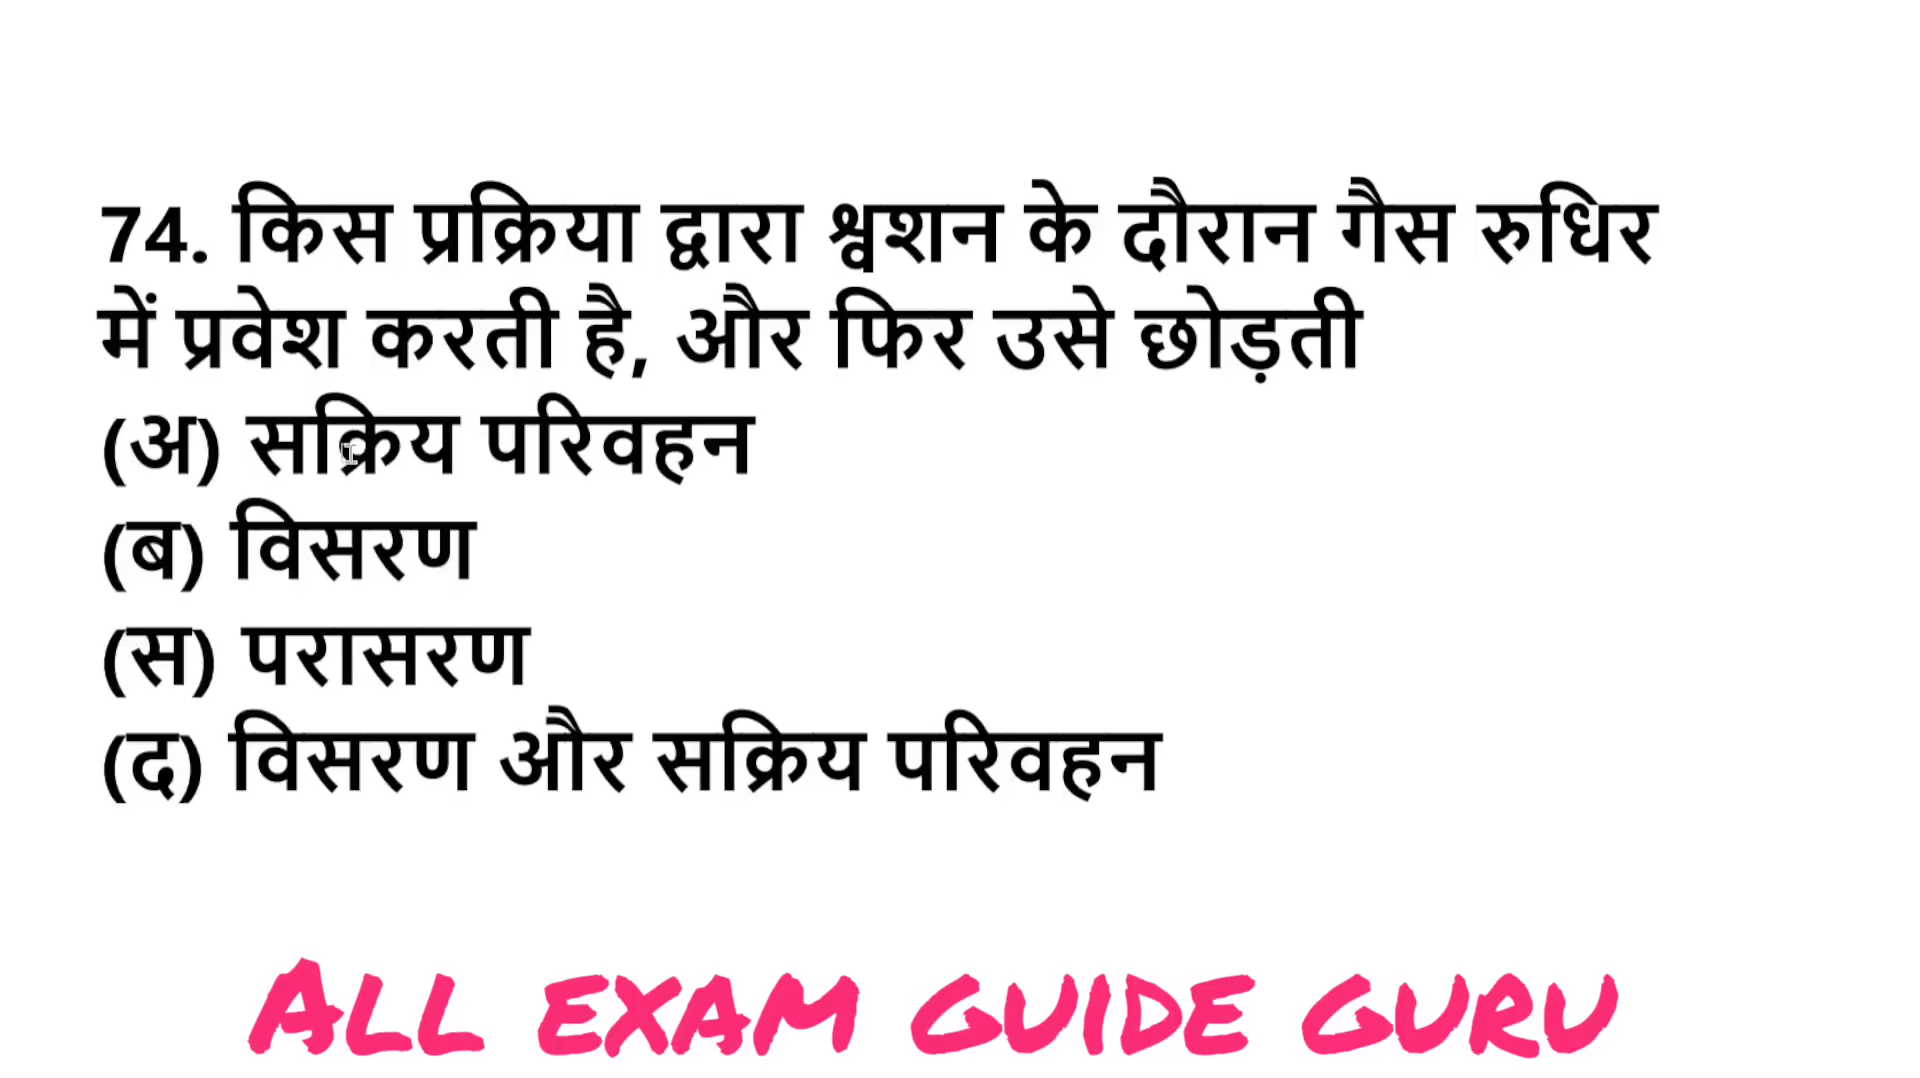 74. किस प्रक्रिया द्वारा श्वशन के दौरान गैस रुधिर
में प्रवेश करती है, और फिर उसे छोड़ती
(अ) सक्रिय परिवहन
(ब) विसरण
(स) परासरण
(द) विसरण और सक्रिय परिवहन
ALL EXAM GUIDE GURU